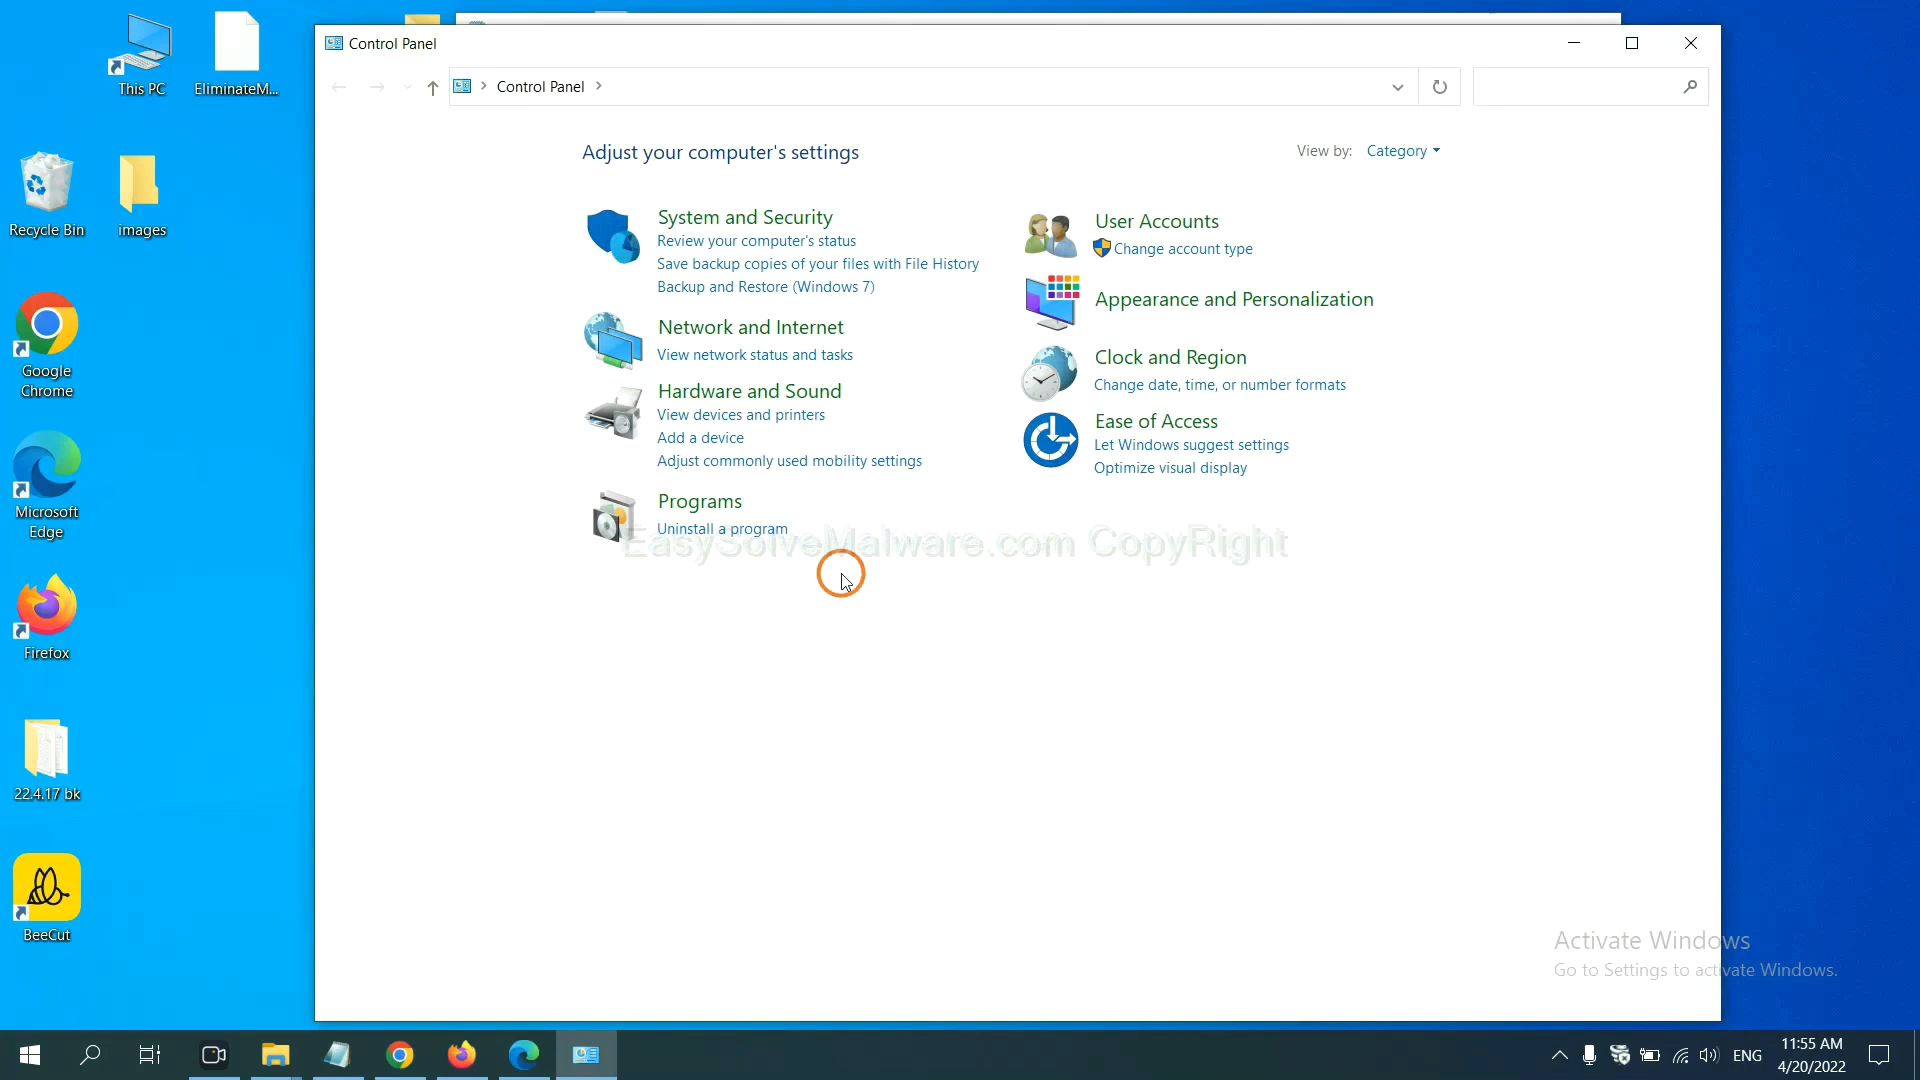 Control Panel
Control Panel
Adjust your computer's settings
View by: Category
System and Security
Review your computer's status
Save backup copies of your files with File History
Backup and Restore (Windows 7)
Network and Internet
View network status and tasks
Hardware and Sound
View devices and printers
Add a device
Adjust commonly used mobility settings
Programs
Uninstall a program
User Accounts
Change account type
Appearance and Personalization
Clock and Region
Change date, time, or number formats
Ease of Access
Let Windows suggest settings
Optimize visual display
EasySolveMalware.com CopyRight
This PC
EliminateM...
Recycle Bin
images
Google
Chrome
Microsoft
Edge
Firefox
22.4.17 bk
BeeCut
Activate Windows
Go to Settings to activate Windows.
ENG
11:55 AM
4/20/2022